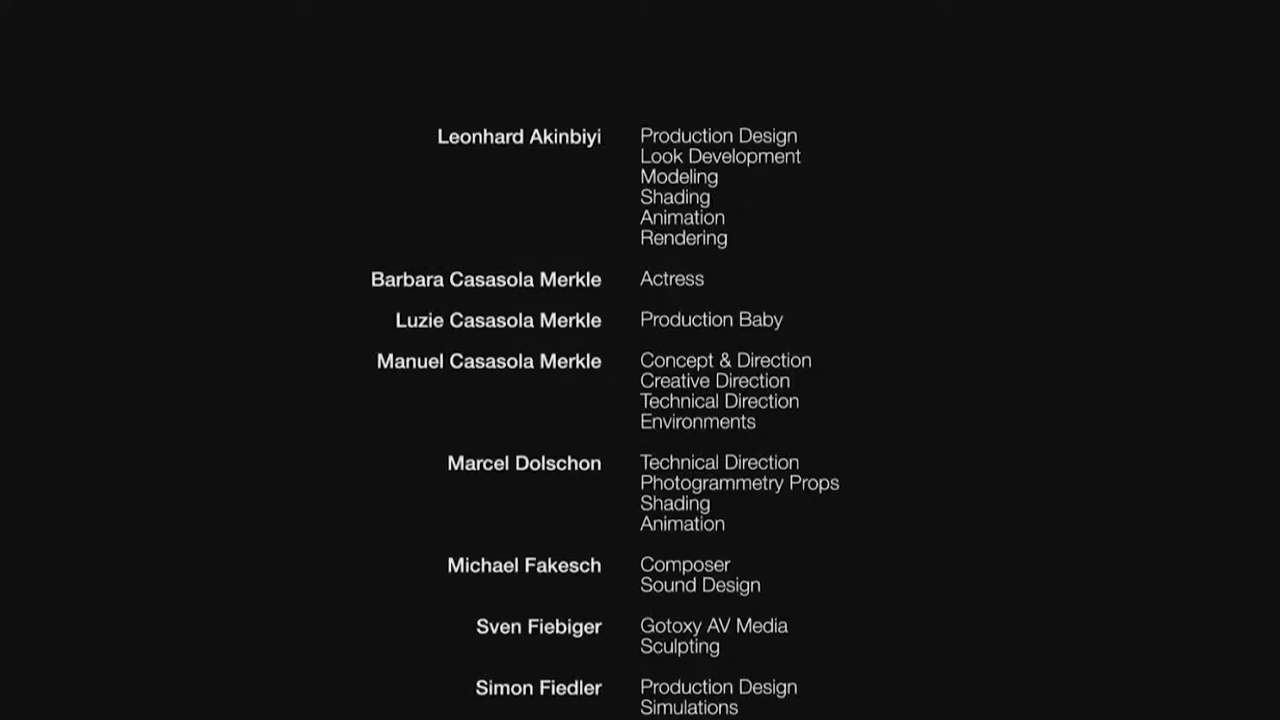 Leonhard Akinbiyi Production Design
Look Development
Modeling
Shading
Animation
Rendering
Barbara Casasola Merkle Actress
Luzie Casasola Merkle Production Baby
Manuel Casasola Merkle Concept & Direction
Creative Direction
Technical Direction
Environments
Marcel Dolschon Technical Direction
Photogrammetry Props
Shading
Animation
Michael Fakesch Composer
Sound Design
Sven Fiebiger Gotoxy AV Media
Sculpting
Simon Fiedler Production Design
Simulations